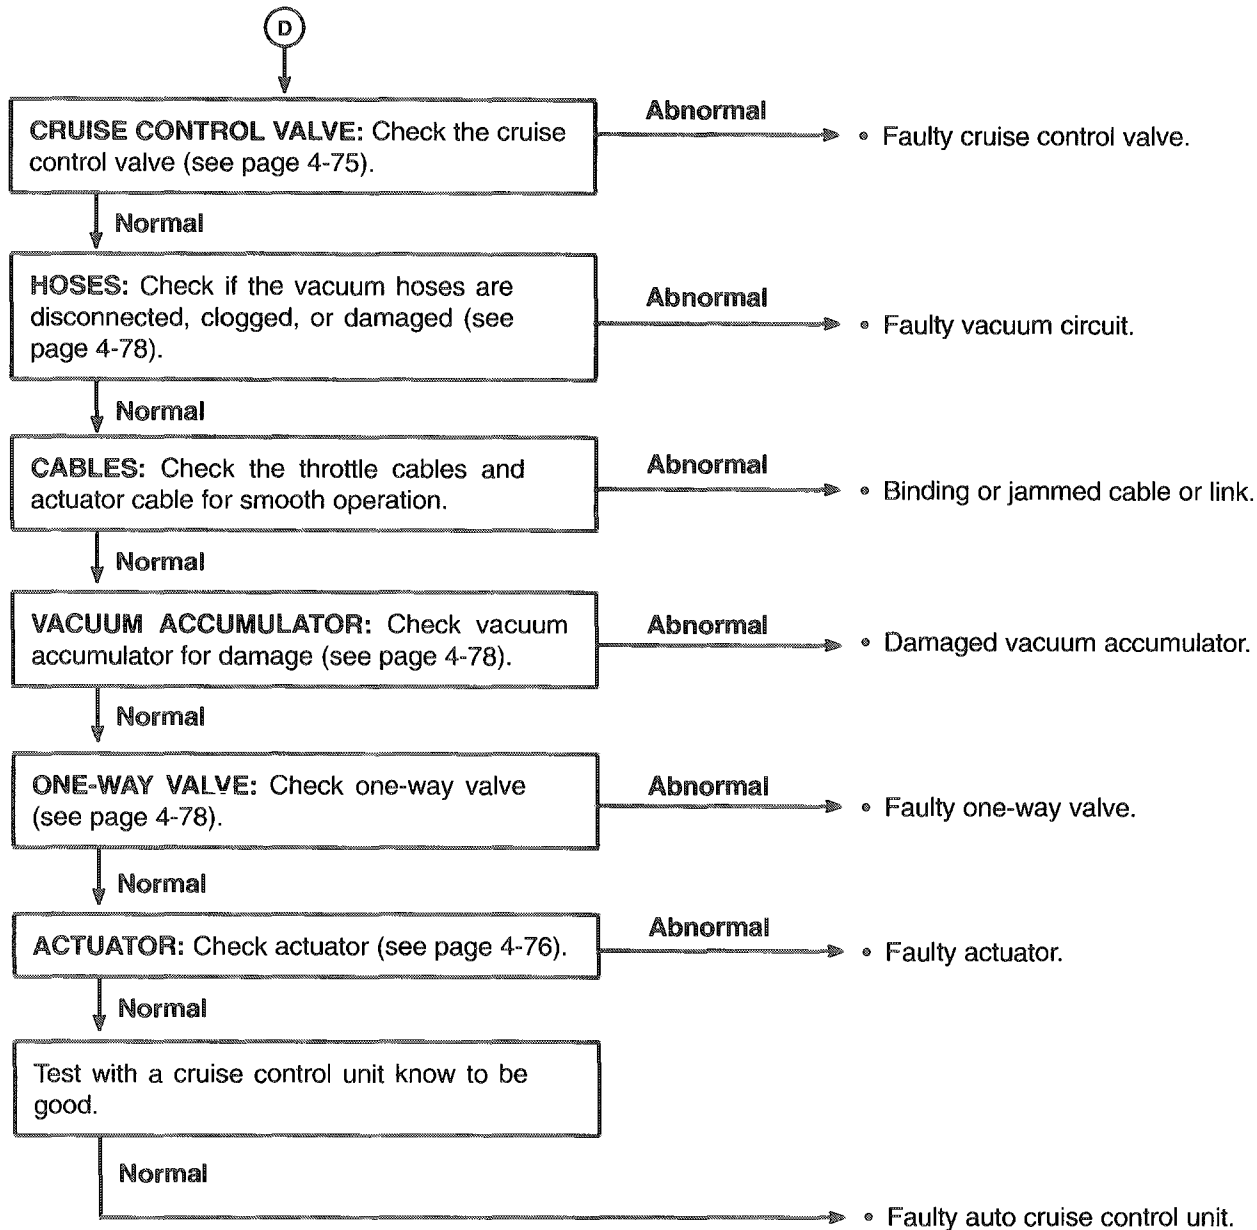 D
CRUISE CONTROL VALVE: Check the cruise
control valve (see page 4-75).
Abnormal
• Faulty cruise control valve.
Normal
HOSES: Check if the vacuum hoses are
disconnected, clogged, or damaged (see
page 4-78).
Abnormal
• Faulty vacuum circuit.
Normal
CABLES: Check the throttle cables and
actuator cable for smooth operation.
Abnormal
• Binding or jammed cable or link.
Normal
VACUUM ACCUMULATOR: Check vacuum
accumulator for damage (see page 4-78).
Abnormal
• Damaged vacuum accumulator.
Normal
ONE-WAY VALVE: Check one-way valve
(see page 4-78).
Abnormal
• Faulty one-way valve.
Normal
ACTUATOR: Check actuator (see page 4-76).
Abnormal
• Faulty actuator.
Normal
Test with a cruise control unit know to be
good.
Normal
• Faulty auto cruise control unit.